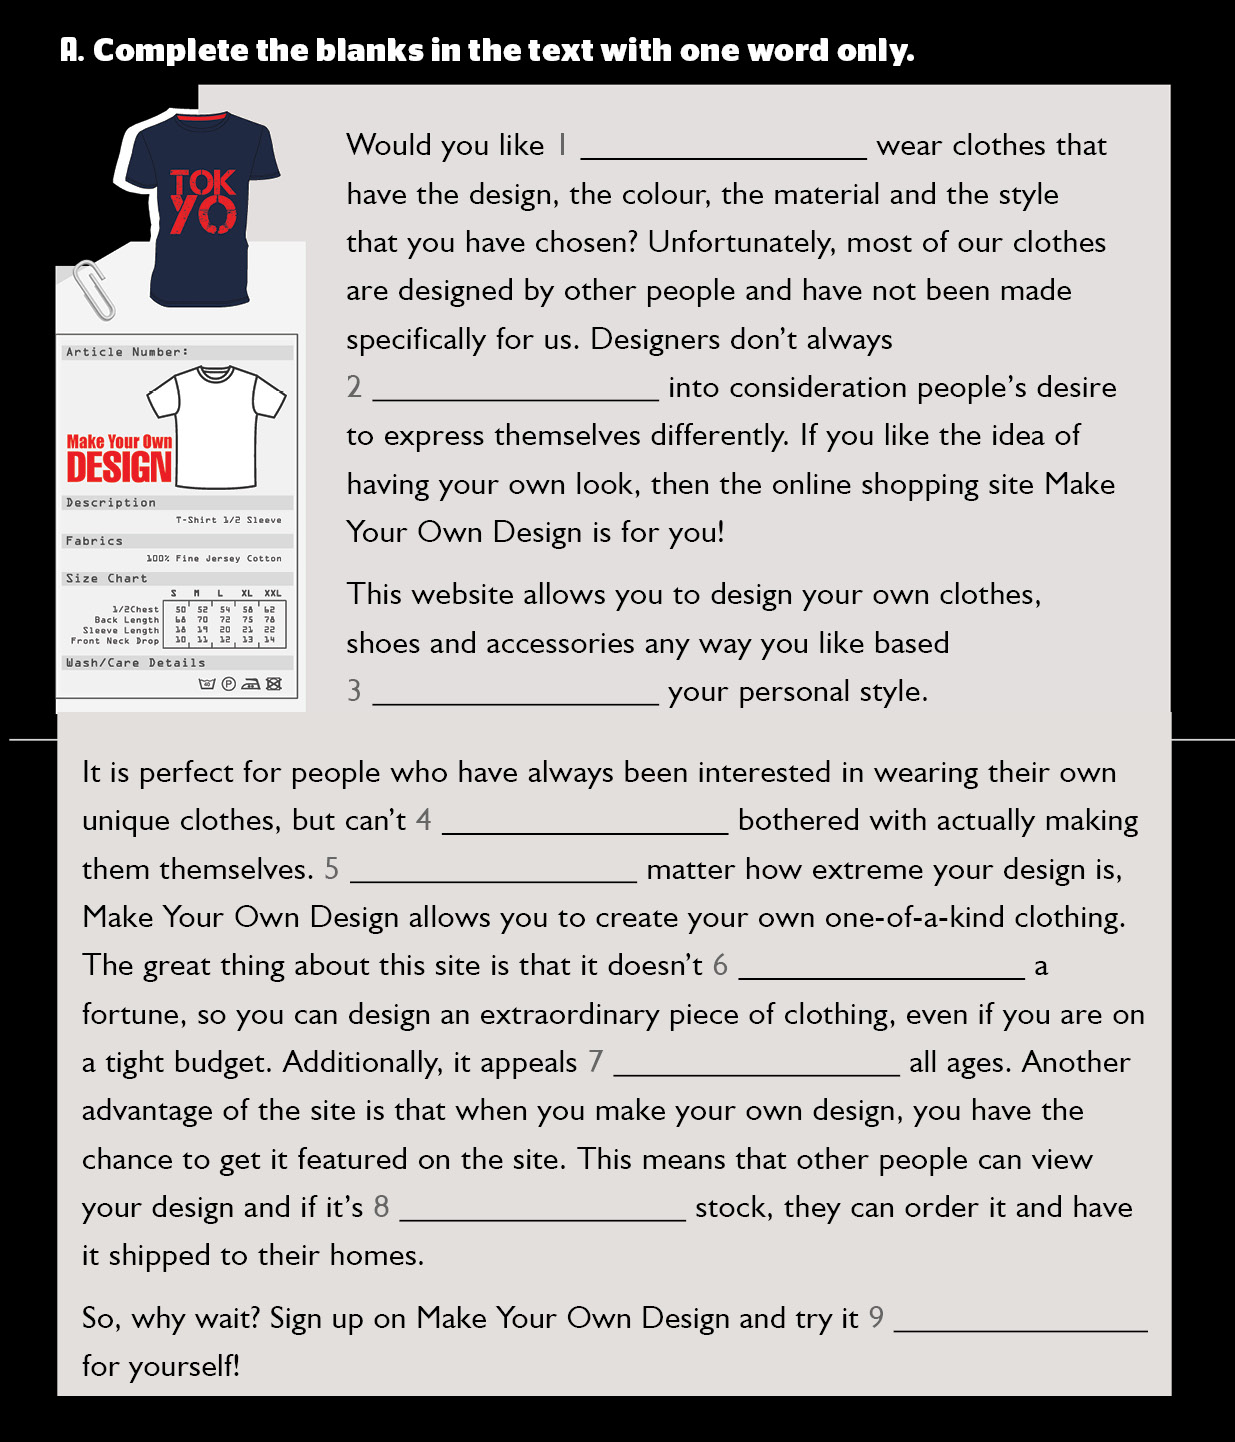 A. Complete the blanks in the text with one word only.
TOK
YO
Article Number:
Make Your Own
DESIGN
Description
T-Shirt 1/2 Sleeve
Fabrics
100% Fine Jersey Cotton
Size Chart
S M L XL XXL
1/2Chest 50 52 54 58 62
Back Length 68 70 72 75 78
Sleeve Length 18 19 20 21 22
Front Neck Drop 10 11 12 13 14
Wash/Care Details
P
Would you like 1 ____________________ wear clothes that
have the design, the colour, the material and the style
that you have chosen? Unfortunately, most of our clothes
are designed by other people and have not been made
specifically for us. Designers don’t always
2 ____________________ into consideration people’s desire
to express themselves differently. If you like the idea of
having your own look, then the online shopping site Make
Your Own Design is for you!
This website allows you to design your own clothes,
shoes and accessories any way you like based
3 ____________________ your personal style.
It is perfect for people who have always been interested in wearing their own
unique clothes, but can’t 4 ____________________ bothered with actually making
them themselves. 5 ____________________ matter how extreme your design is,
Make Your Own Design allows you to create your own one-of-a-kind clothing.
The great thing about this site is that it doesn’t 6 ____________________ a
fortune, so you can design an extraordinary piece of clothing, even if you are on
a tight budget. Additionally, it appeals 7 ____________________ all ages. Another
advantage of the site is that when you make your own design, you have the
chance to get it featured on the site. This means that other people can view
your design and if it’s 8 ____________________ stock, they can order it and have
it shipped to their homes.
So, why wait? Sign up on Make Your Own Design and try it 9 __________________
for yourself!